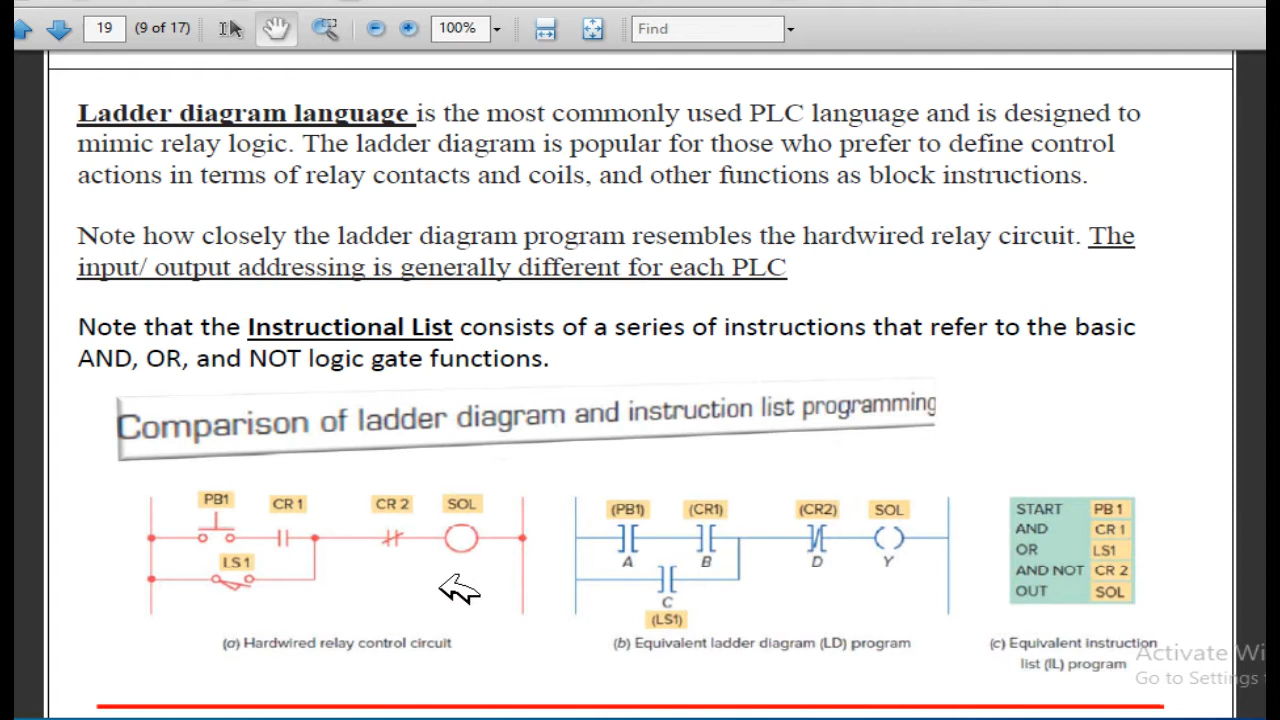 19 (9 of 17) 100% Find
Ladder diagram language is the most commonly used PLC language and is designed to
mimic relay logic. The ladder diagram is popular for those who prefer to define control
actions in terms of relay contacts and coils, and other functions as block instructions.
Note how closely the ladder diagram program resembles the hardwired relay circuit. The
input/ output addressing is generally different for each PLC
Note that the Instructional List consists of a series of instructions that refer to the basic
AND, OR, and NOT logic gate functions.
Comparison of ladder diagram and instruction list programming
PB1 CR 1 CR 2 SOL
LS1
(a) Hardwired relay control circuit
(PB1) (CR1) (CR2) SOL
A B D Y
C
(LS1)
(b) Equivalent ladder diagram (LD) program
START PB 1
AND CR 1
OR LS1
AND NOT CR 2
OUT SOL
(c) Equivalent instruction
list (IL) program
Activate Wi
Go to Settings